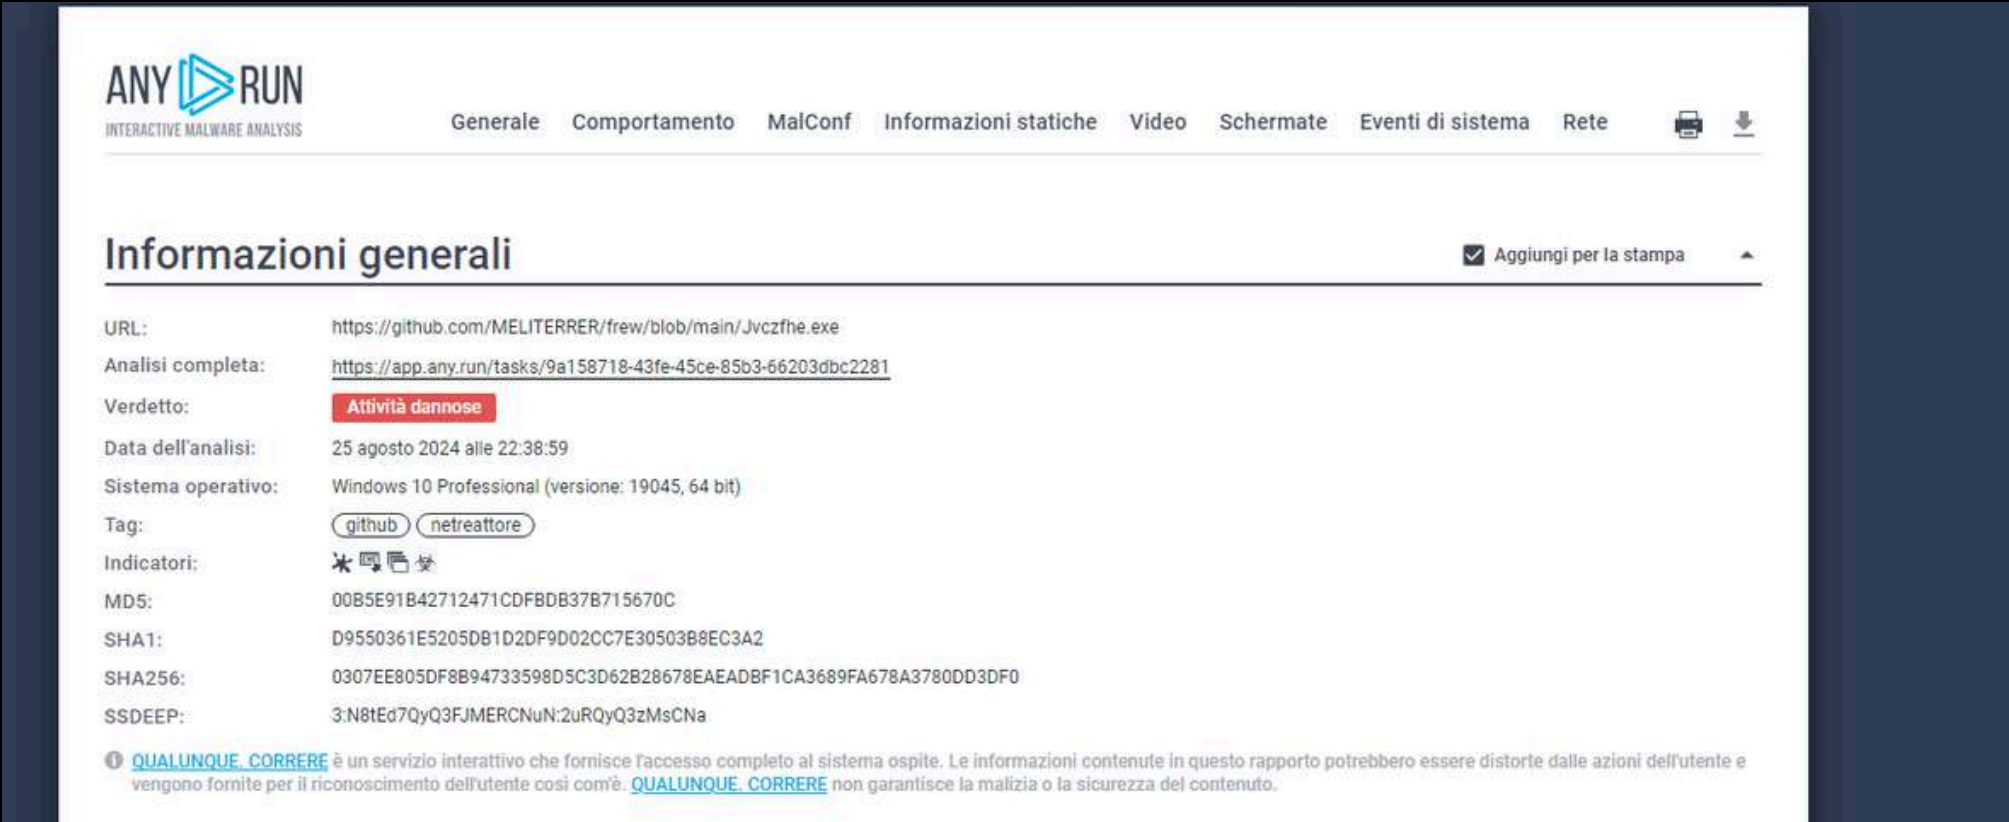 ANY RUN
INTERACTIVE MALWARE ANALYSIS
Generale Comportamento MalConf Informazioni statiche Video Schermate Eventi di sistema Rete
Informazioni generali
Aggiungi per la stampa
URL: https://github.com/MELITERRER/frew/blob/main/Jvczfhe.exe
Analisi completa: https://app.any.run/tasks/9a158718-43fe-45ce-85b3-66203dbc2281
Verdetto: Attività dannose
Data dell'analisi: 25 agosto 2024 alle 22:38:59
Sistema operativo: Windows 10 Professional (versione: 19045, 64 bit)
Tag: github netreattore
Indicatori:
MD5: 00B5E91B42712471CDFBDB37B715670C
SHA1: D9550361E5205DB1D2DF9D02CC7E30503B8EC3A2
SHA256: 0307EE805DF8B94733598D5C3D62B28678EAEADBF1CA3689FA678A3780DD3DF0
SSDEEP: 3:N8tEd7QyQ3FJMERCNuN:2uRQyQ3zMsCNa
QUALUNQUE. CORRERE è un servizio interattivo che fornisce l'accesso completo al sistema ospite. Le informazioni contenute in questo rapporto potrebbero essere distorte dalle azioni dell'utente e
vengono fornite per il riconoscimento dell'utente così com'è. QUALUNQUE. CORRERE non garantisce la malizia o la sicurezza del contenuto.